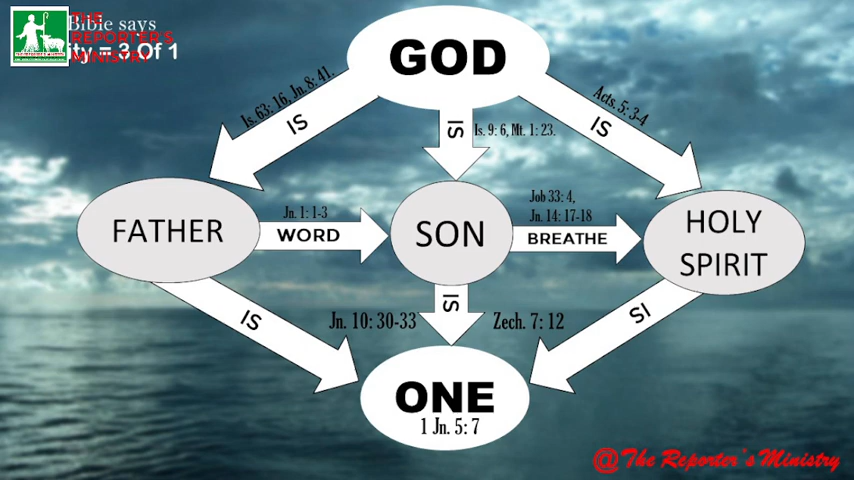 Bible says
THE
REPORTER'S
MINISTRY
ity = 3 Of 1
GOD
Is. 63: 16, Jn. 8: 41.
IS
IS
Is. 9: 6, Mt. 1: 23.
Acts. 5: 3-4
IS
FATHER
Jn. 1: 1-3
WORD
SON
Job 33: 4,
Jn. 14: 17-18
BREATHE
HOLY
SPIRIT
IS
Jn. 10: 30-33
IS
Zech. 7: 12
IS
ONE
1 Jn. 5: 7
@The Reporter's Ministry